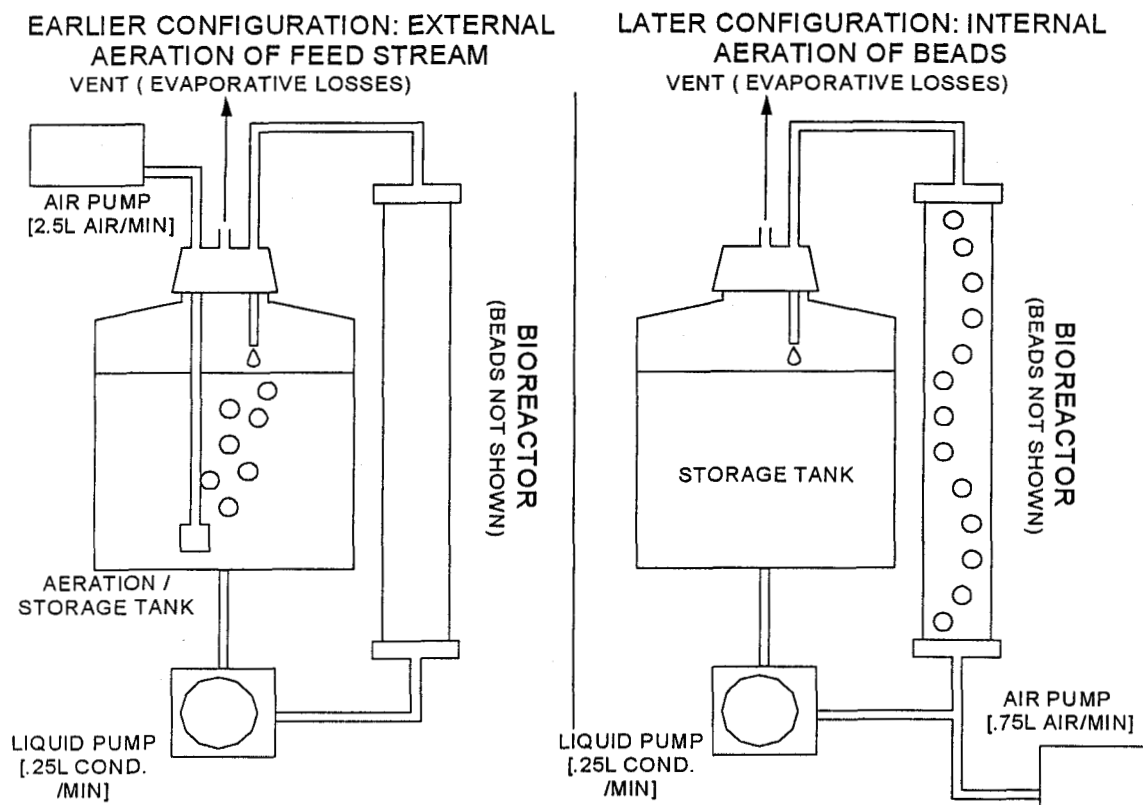 EARLIER CONFIGURATION: EXTERNAL
AERATION OF FEED STREAM
VENT ( EVAPORATIVE LOSSES)
AIR PUMP
[2.5L AIR/MIN]
BIOREACTOR
(BEADS NOT SHOWN)
AERATION /
STORAGE TANK
LIQUID PUMP
[.25L COND.
/MIN]
LATER CONFIGURATION: INTERNAL
AERATION OF BEADS
VENT ( EVAPORATIVE LOSSES)
BIOREACTOR
(BEADS NOT SHOWN)
STORAGE TANK
AIR PUMP
[.75L AIR/MIN]
LIQUID PUMP
[.25L COND.
/MIN]